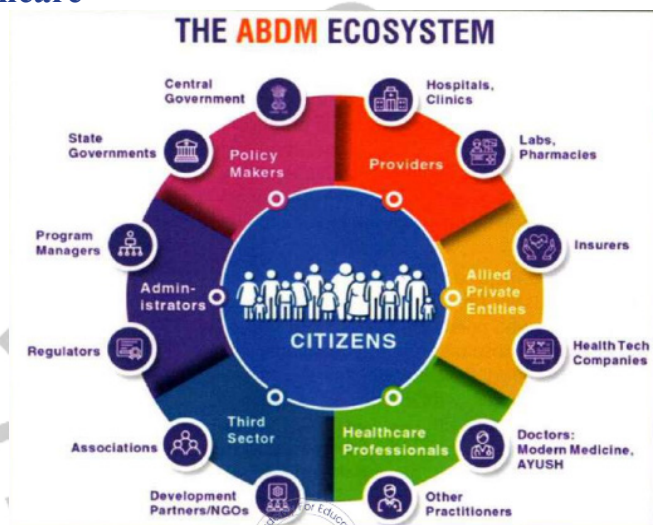 THE ABDM ECOSYSTEM
Central
Government
Hospitals,
Clinics
State
Governments
Policy
Makers
Providers
Labs,
Pharmacies
Program
Managers
Admin-
istrators
Allied
Private
Entities
Insurers
CITIZENS
Regulators
Health Tech
Companies
Third
Sector
Healthcare
Professionals
Associations
Doctors:
Modern Medicine,
AYUSH
Development
Partners/NGOs
Other
Practitioners